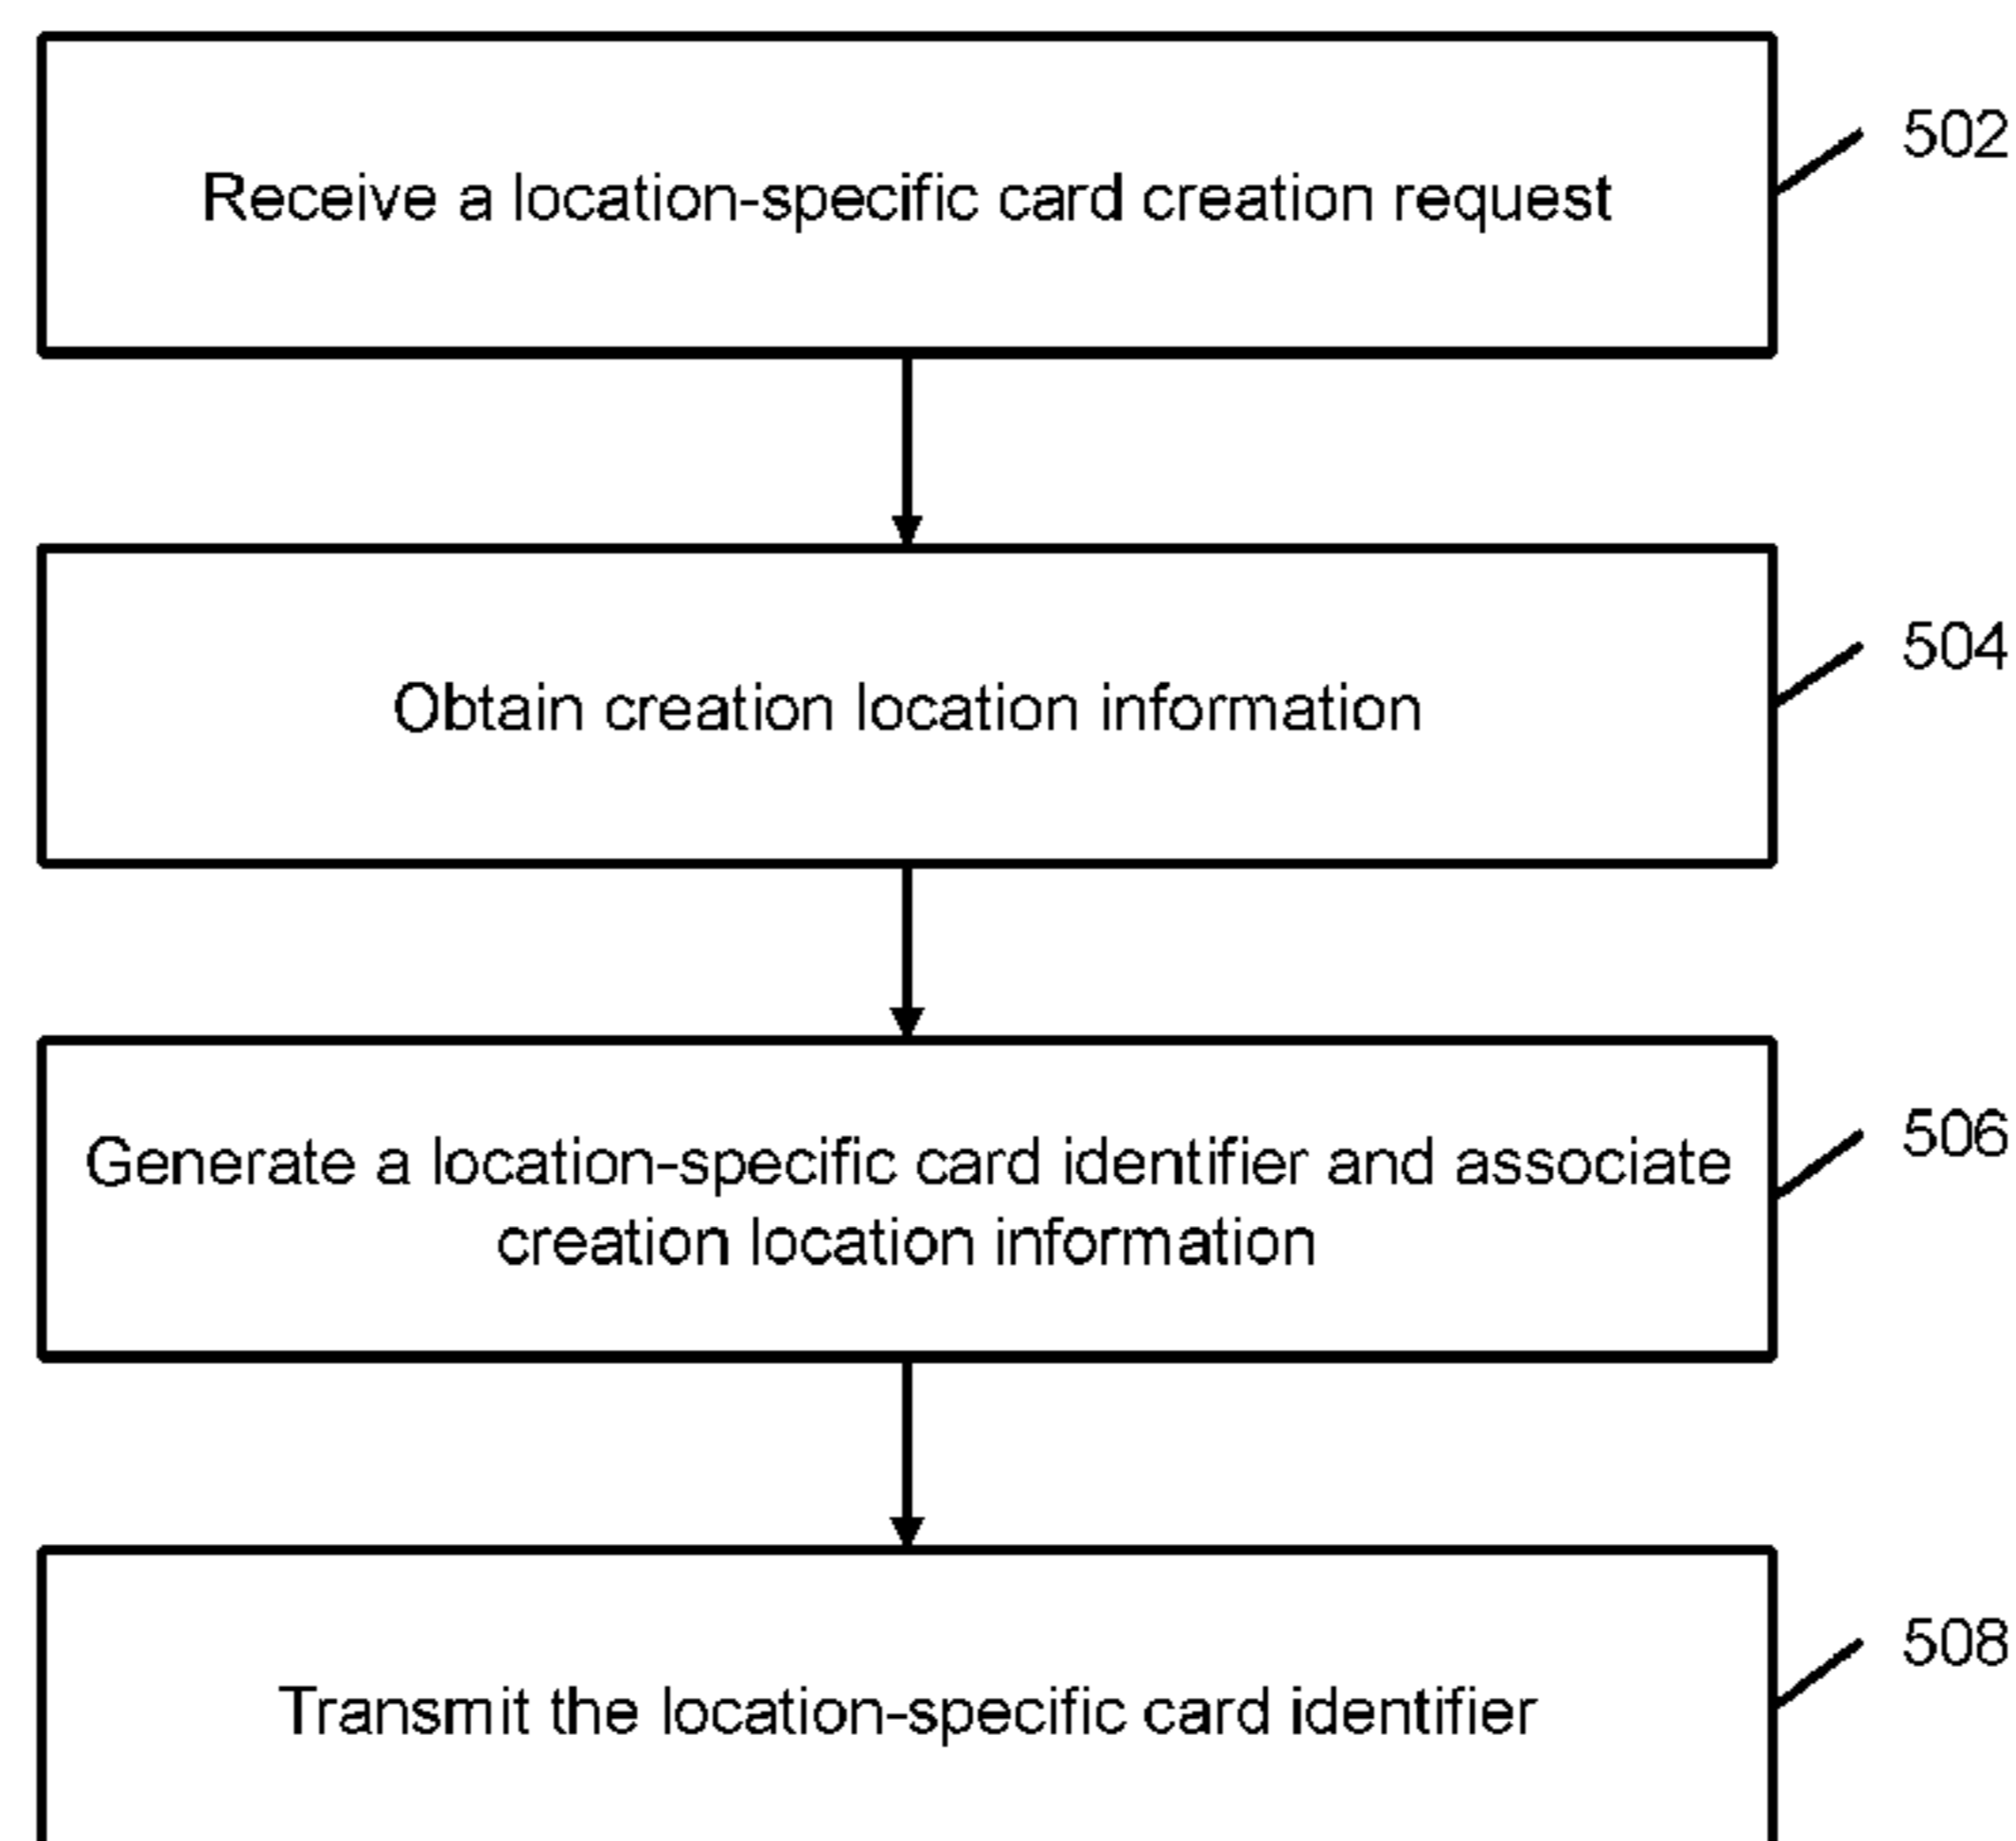 Receive a location-specific card creation request
502
Obtain creation location information
504
Generate a location-specific card identifier and associate
creation location information
506
Transmit the location-specific card identifier
508